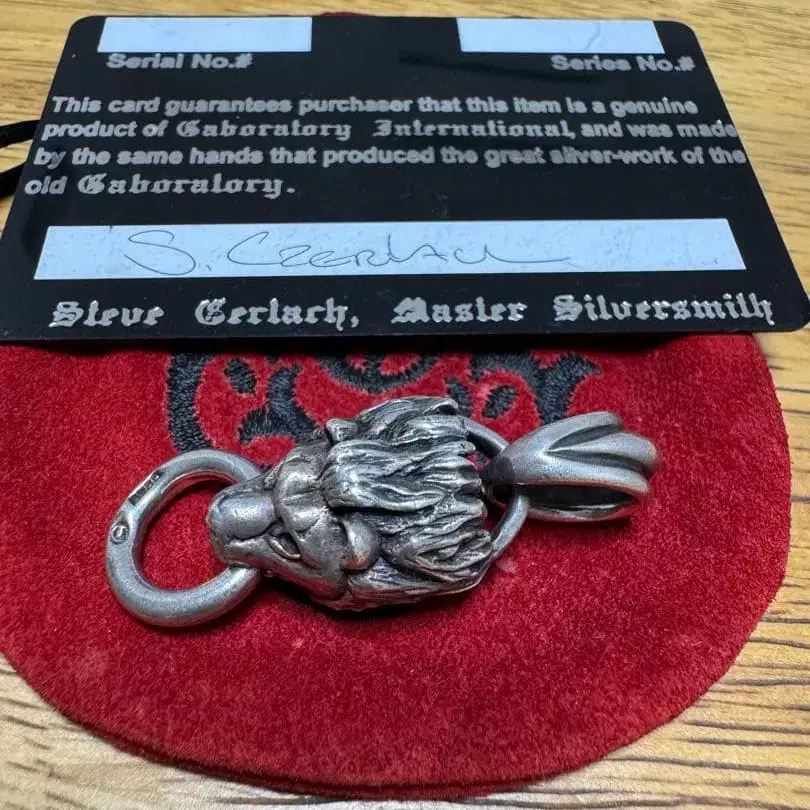 Serial No.# Series No.#
This card guarantees purchaser that this item is a genuine
product of Gaboratory International, and was made
by the same hands that produced the great silver-work of the
old Gaboratory.
S. Gerlach
Steve Gerlach, Master Silversmith